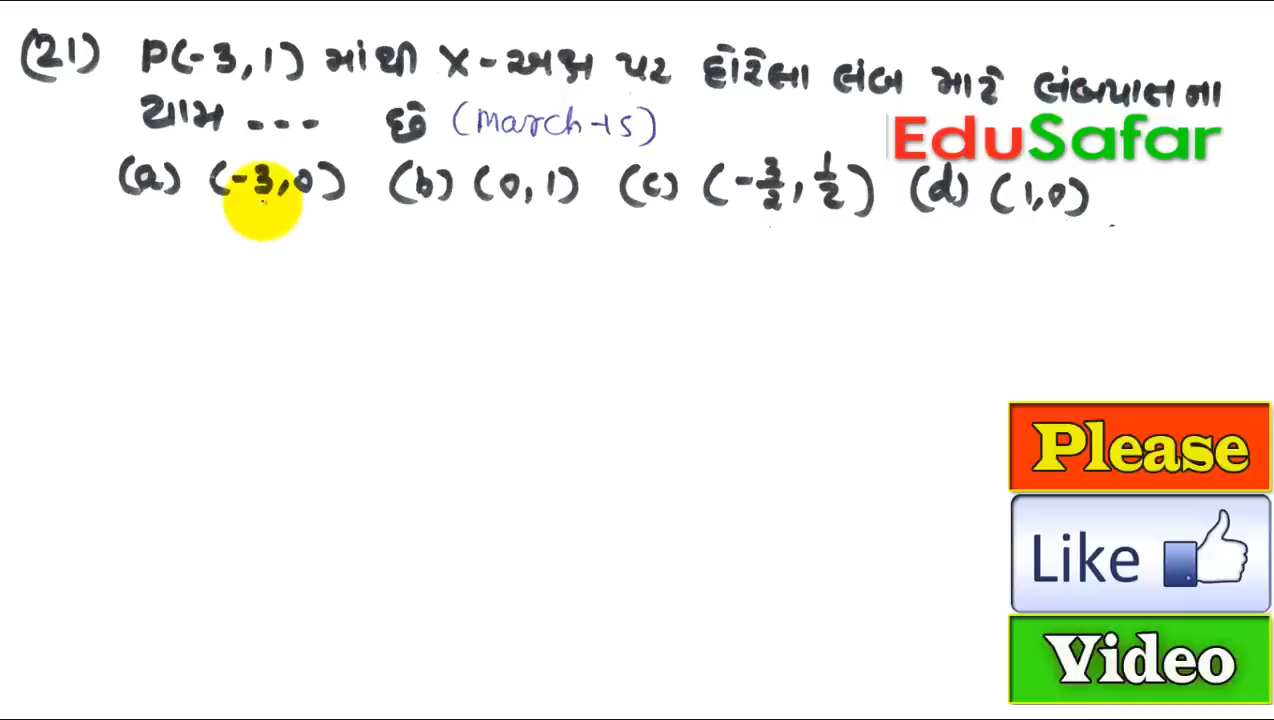 (21) P(-3,1) માંથી X-અક્ષ પર દોરેલા લંબ માટે લંબપાદના
યામ ... છે (March-15)
EduSafar
(a) (-3,0) (b) (0,1) (c) (-3/2, 1/2) (d) (1,0)
Please
Like
Video